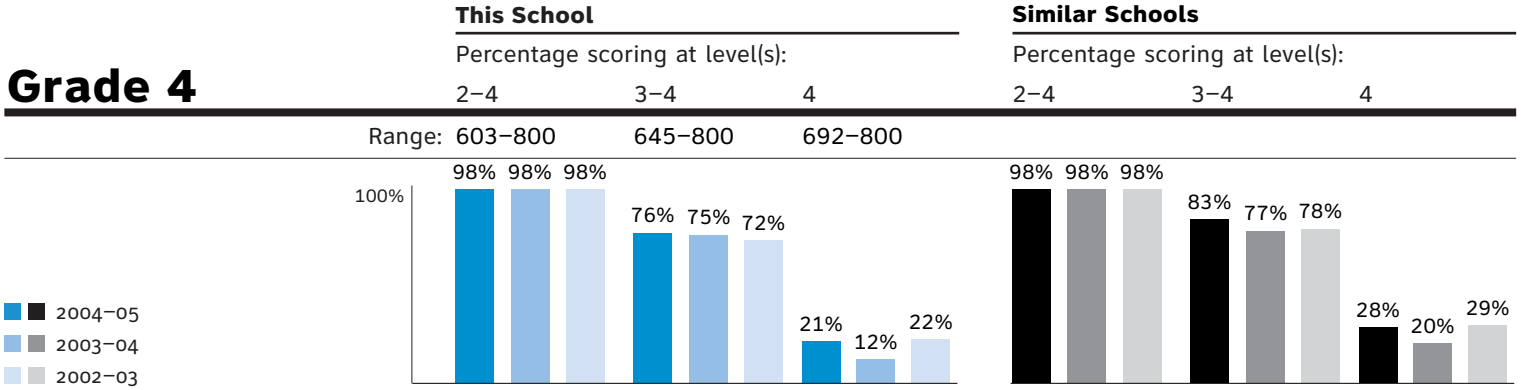 This School Similar Schools
Percentage scoring at level(s): Percentage scoring at level(s):
Grade 4 2–4 3–4 4 2–4 3–4 4
Range: 603–800 645–800 692–800
98% 98% 98% 98% 98% 98%
100%
76% 75% 72% 83% 77% 78%
21% 12% 22% 28% 20% 29%
2004–05
2003–04
2002–03